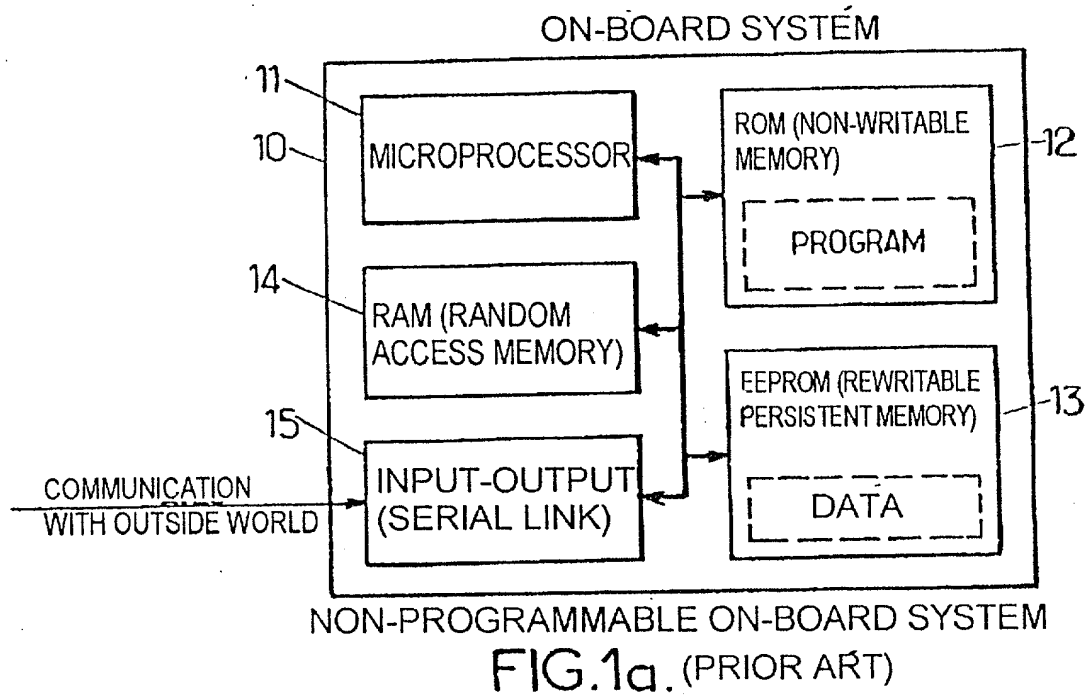 ON-BOARD SYSTEM
11
10
MICROPROCESSOR
ROM (NON-WRITABLE
MEMORY)
12
PROGRAM
14
RAM (RANDOM
ACCESS MEMORY)
EEPROM (REWRITABLE
PERSISTENT MEMORY)
13
DATA
15
INPUT-OUTPUT
(SERIAL LINK)
COMMUNICATION
WITH OUTSIDE WORLD
NON-PROGRAMMABLE ON-BOARD SYSTEM
FIG.1a. (PRIOR ART)